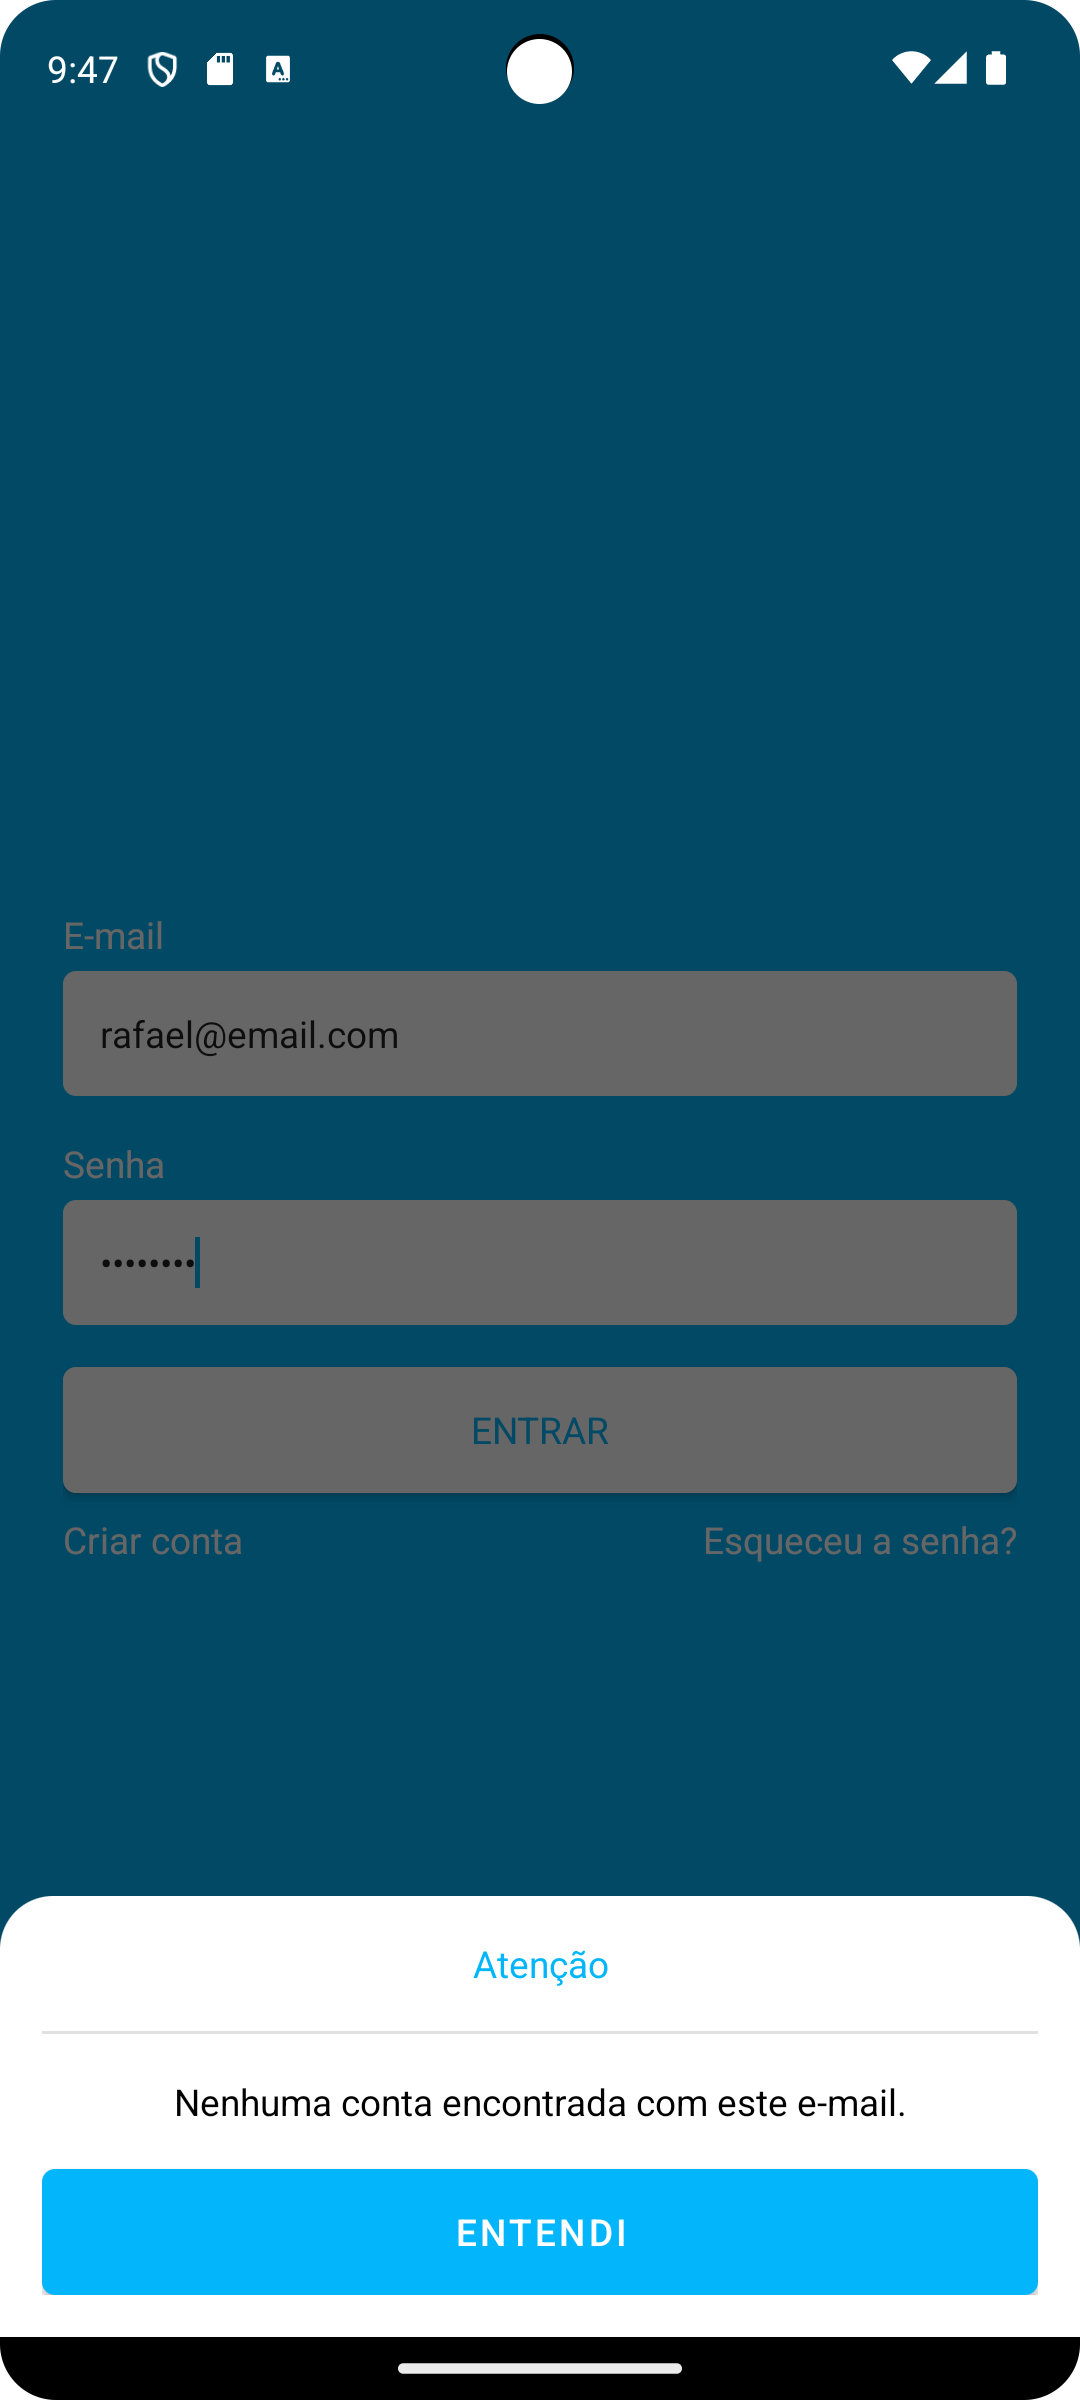 9:47
E-mail
rafael@email.com
Senha
••••••••
ENTRAR
Criar conta
Esqueceu a senha?
Atenção
Nenhuma conta encontrada com este e-mail.
ENTENDI